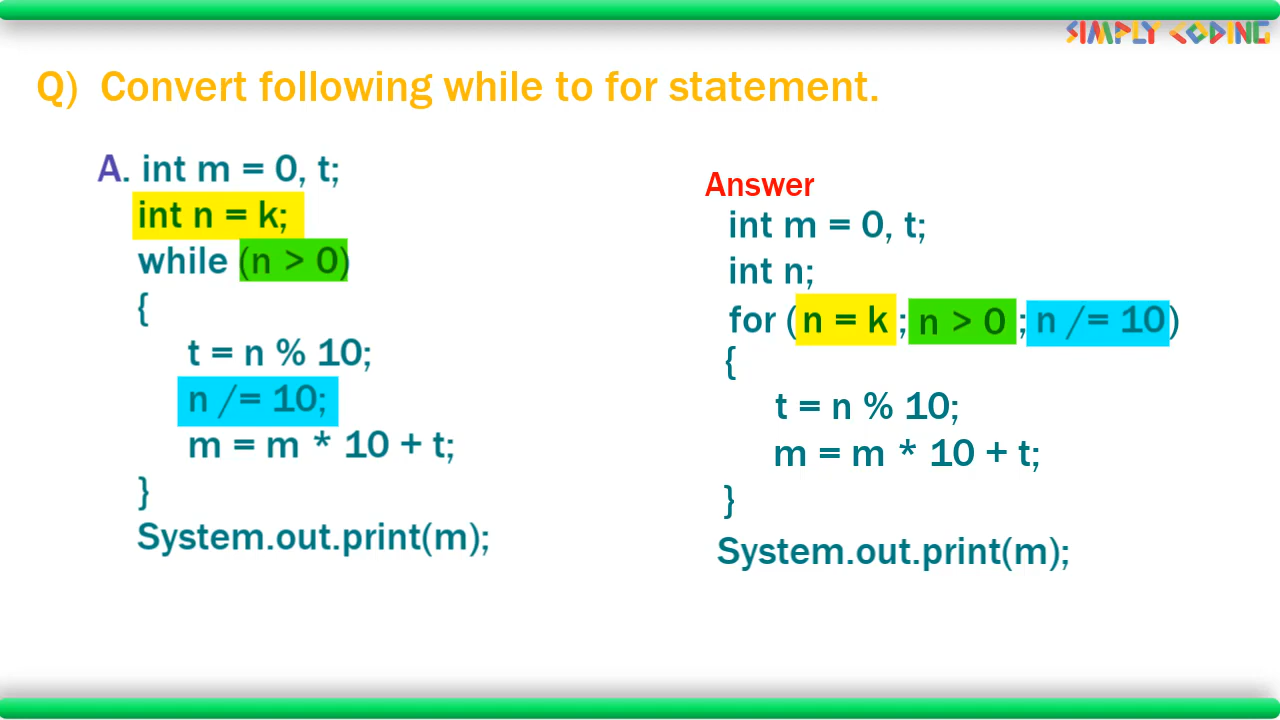 SIMPLY CODING
Q) Convert following while to for statement.
A. int m = 0, t;
int n = k;
while (n > 0)
{
t = n % 10;
n /= 10;
m = m * 10 + t;
}
System.out.print(m);
Answer
int m = 0, t;
int n;
for (n = k ; n > 0 ; n /= 10)
{
t = n % 10;
m = m * 10 + t;
}
System.out.print(m);